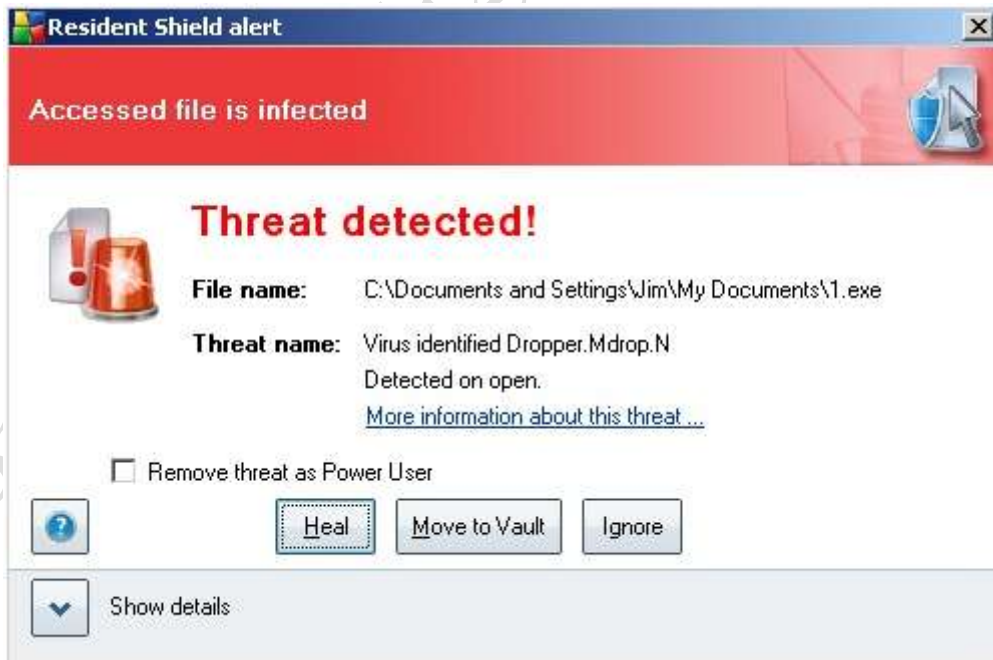 Resident Shield alert
Accessed file is infected
Threat detected!
File name: C:\Documents and Settings\Jim\My Documents\1.exe
Threat name: Virus identified Dropper.Mdrop.N
Detected on open.
More information about this threat ...
Remove threat as Power User
Heal Move to Vault Ignore
Show details